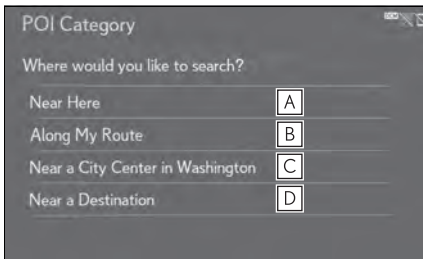 POI Category
Where would you like to search?
Near Here A
Along My Route B
Near a City Center in Washington C
Near a Destination D